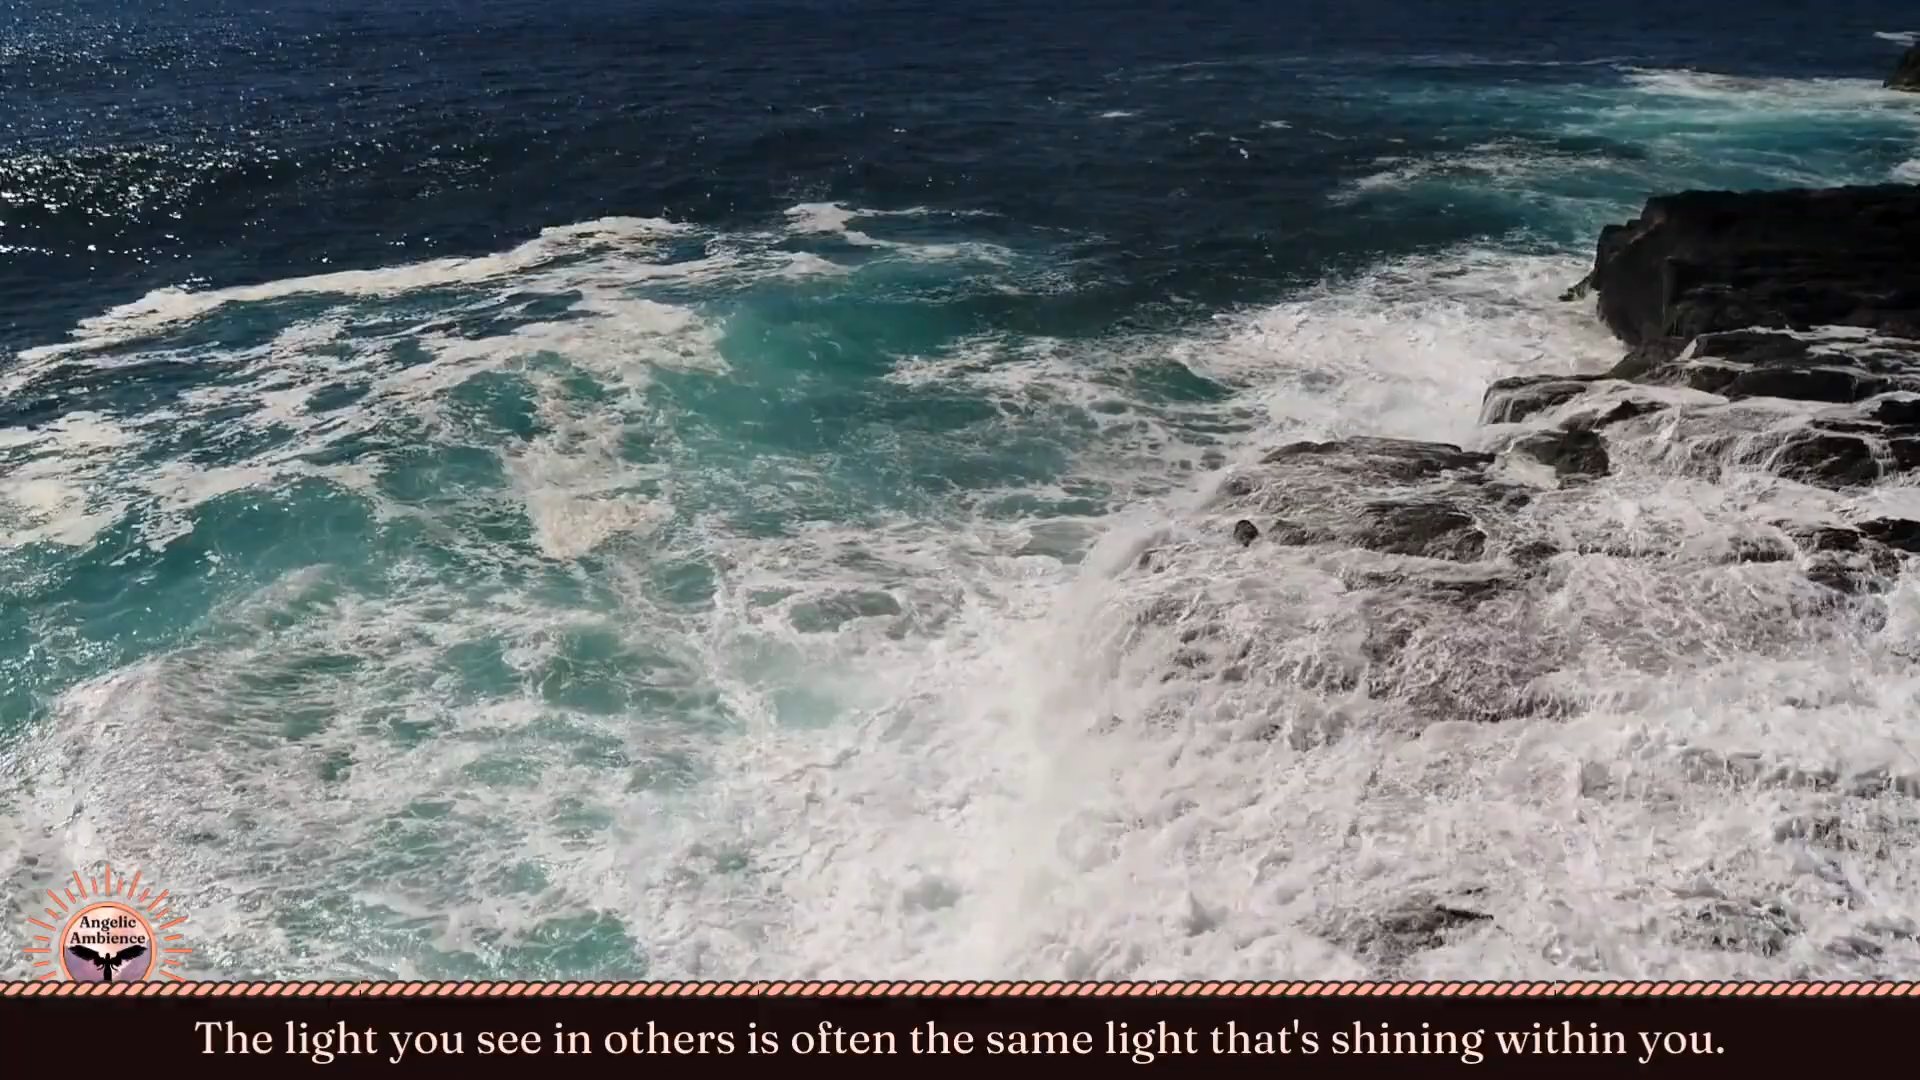 Angelic
Ambience
The light you see in others is often the same light that's shining within you.